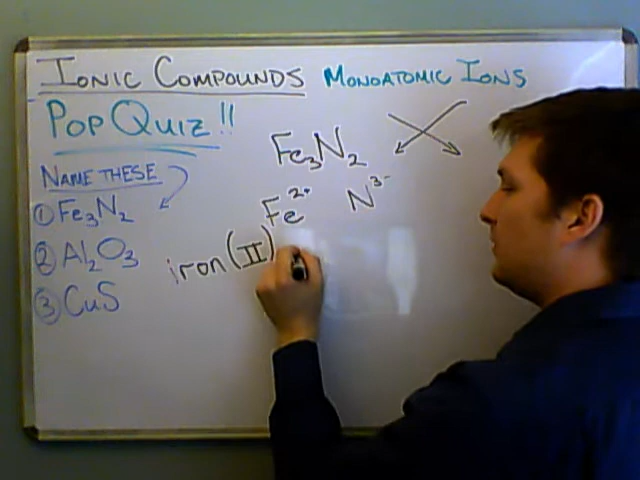 IONIC COMPOUNDS MONOATOMIC IONS
POP QUIZ!!
NAME THESE
① Fe₃N₂
② Al₂O₃
③ CuS
Fe₃N₂
Fe²⁺ N³⁻
iron (II)